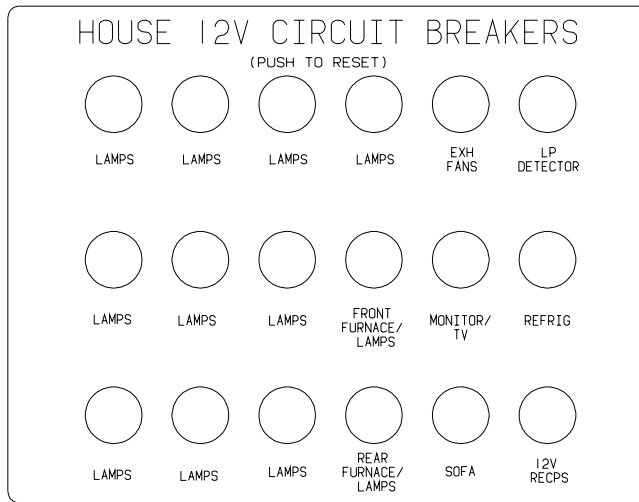 HOUSE 12V CIRCUIT BREAKERS
(PUSH TO RESET)
LAMPS LAMPS LAMPS LAMPS EXH FANS LP DETECTOR
LAMPS LAMPS LAMPS FRONT FURNACE/ LAMPS MONITOR/ TV REFRIG
LAMPS LAMPS LAMPS REAR FURNACE/ LAMPS SOFA 12V RECPS